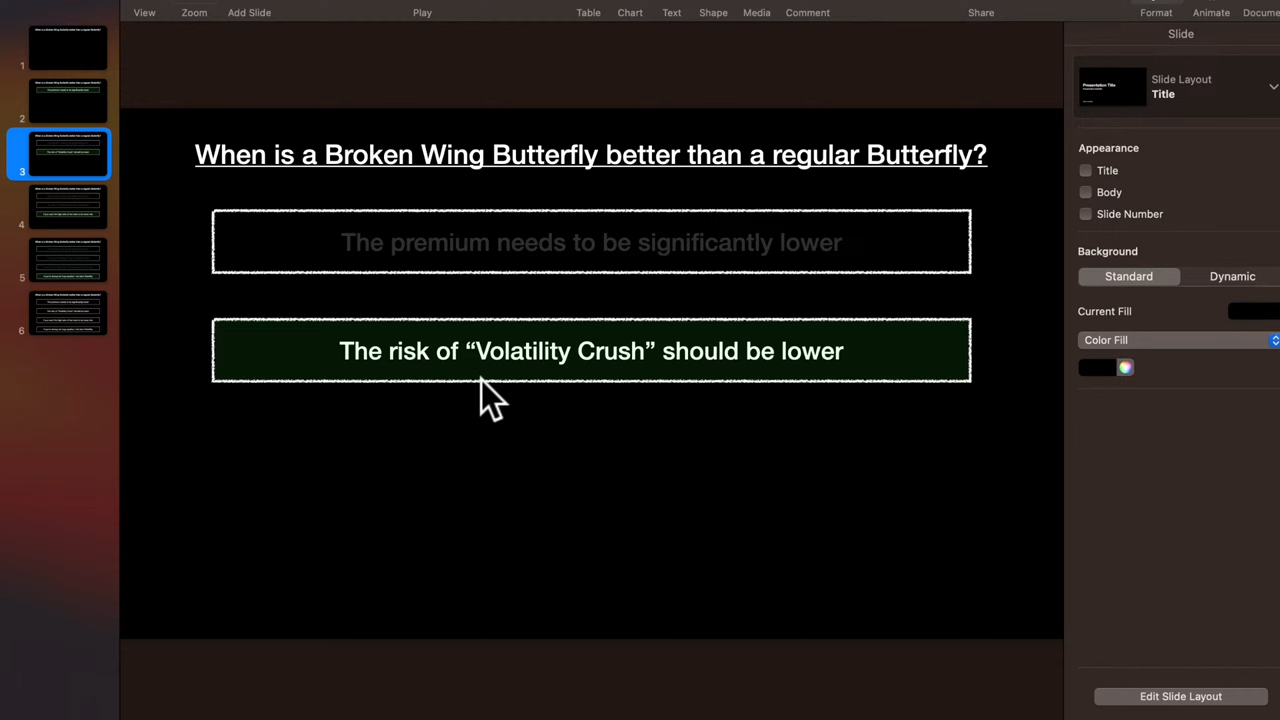 View Zoom Add Slide Play Table Chart Text Shape Media Comment Share Format Animate Docume
Slide
Slide Layout
Title
Presentation Title
Appearance
Title
Body
Slide Number
Background
Standard Dynamic
Current Fill
Color Fill
Edit Slide Layout
When is a Broken Wing Butterfly better than a regular Butterfly?
The premium needs to be significantly lower
The risk of “Volatility Crush” should be lower
1
2
3
4
5
6